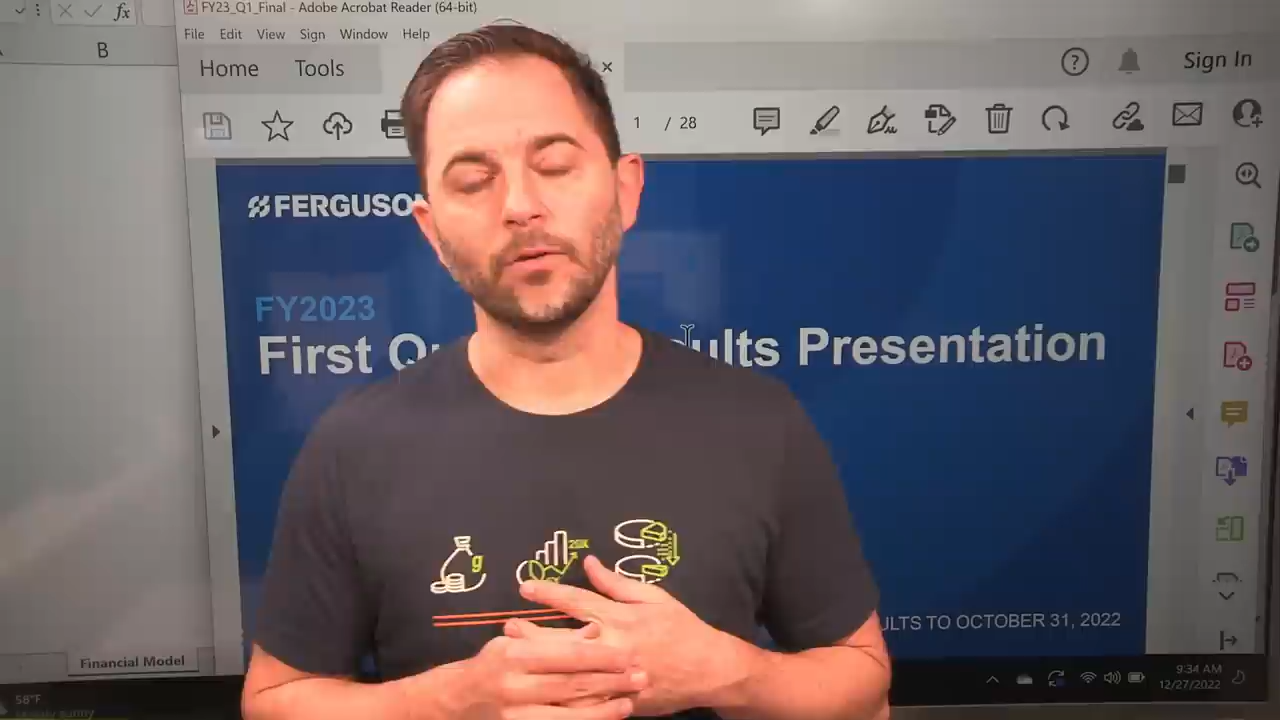 FY23_Q1_Final - Adobe Acrobat Reader (64-bit)
fx
File Edit View Sign Window Help
B
Home Tools
Sign In
1 / 28
FERGUSO
FY2023
First Qu ults Presentation
g
ULTS TO OCTOBER 31, 2022
Financial Model
9:34 AM
12/27/2022
58°F